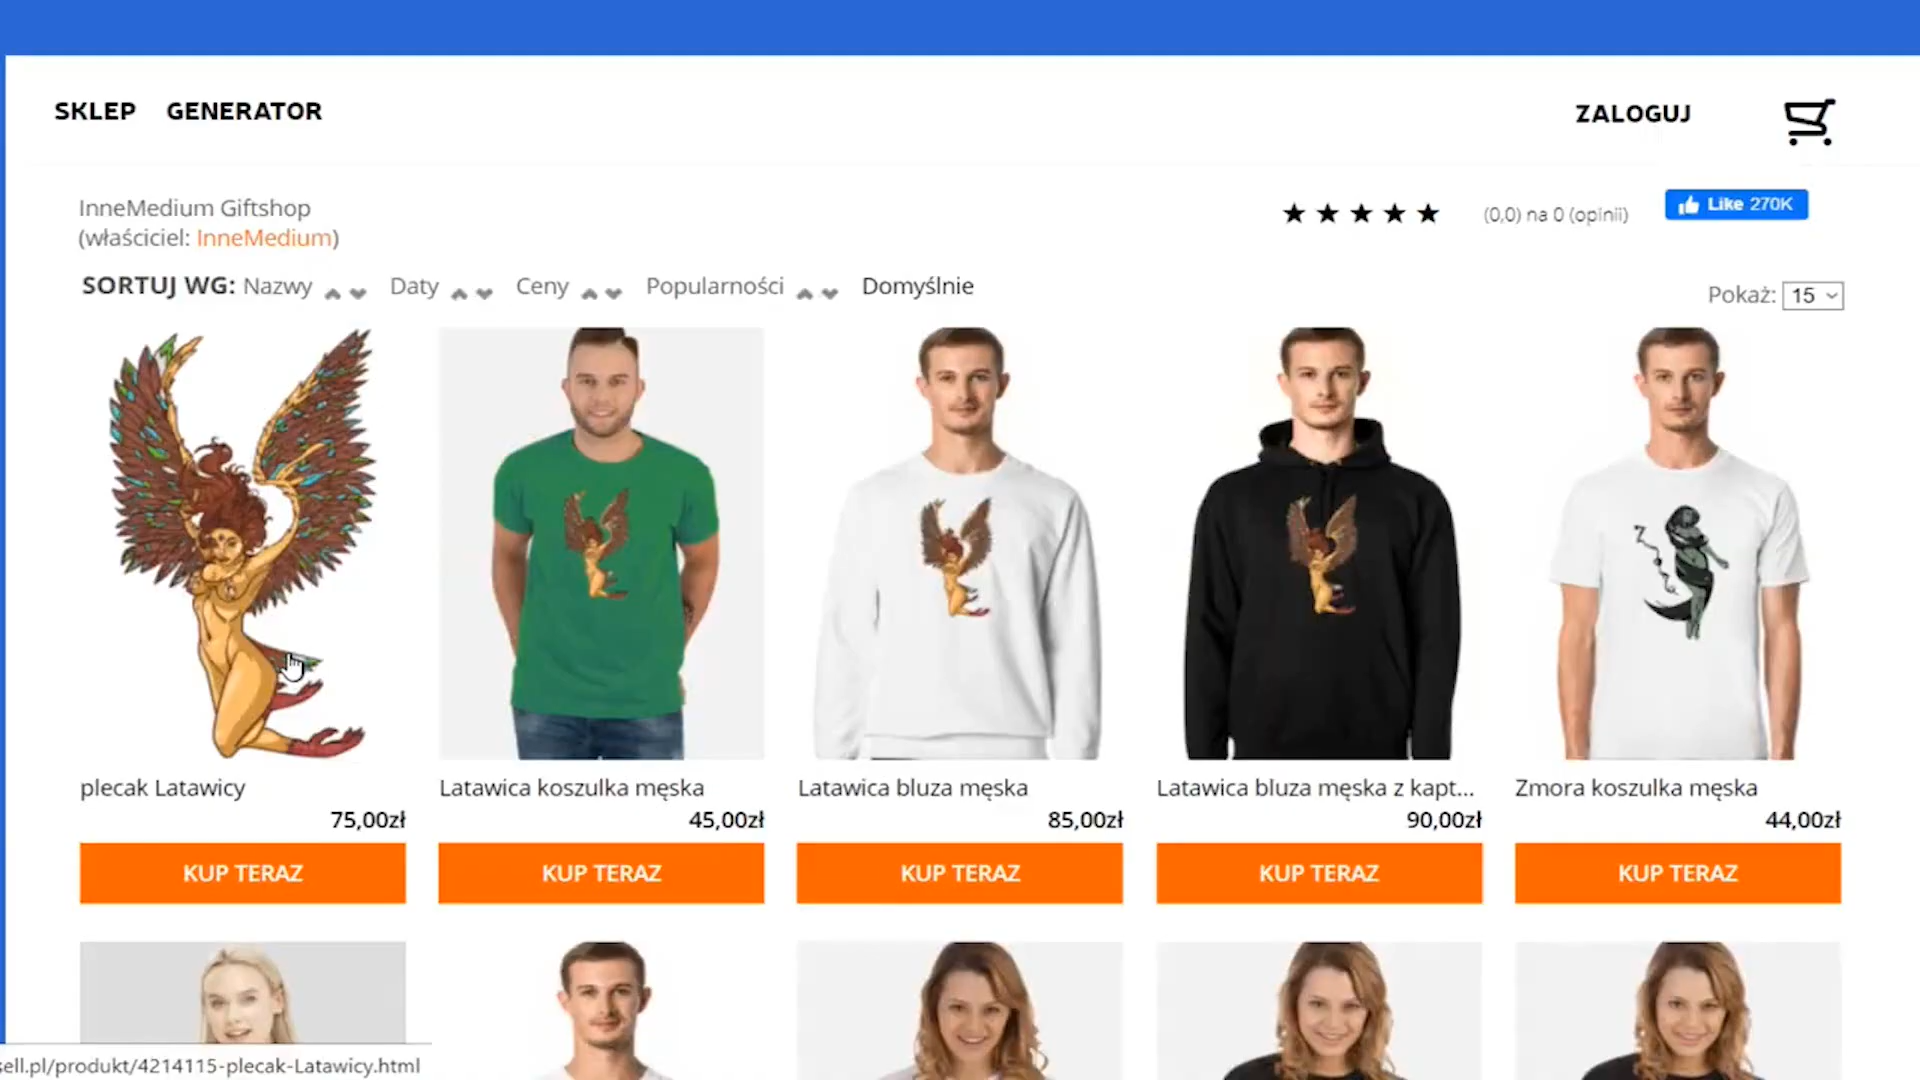 SKLEP GENERATOR
ZALOGUJ
InneMedium Giftshop
(właściciel: InneMedium)
(0,0) na 0 (opinii)
Like 270K
SORTUJ WG: Nazwy Daty Ceny Popularności Domyślnie
Pokaż: 15
plecak Latawicy
75,00zł
KUP TERAZ
Latawica koszulka męska
45,00zł
KUP TERAZ
Latawica bluza męska
85,00zł
KUP TERAZ
Latawica bluza męska z kapt...
90,00zł
KUP TERAZ
Zmora koszulka męska
44,00zł
KUP TERAZ
sell.pl/produkt/4214115-plecak-Latawicy.html